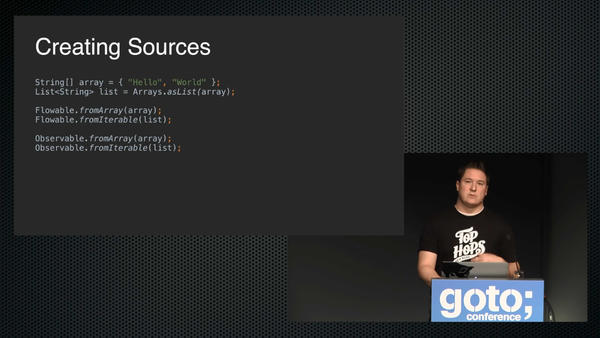 Creating Sources
String[] array = { "Hello", "World" };
List<String> list = Arrays.asList(array);
Flowable.fromArray(array);
Flowable.fromIterable(list);
Observable.fromArray(array);
Observable.fromIterable(list);
TOP
HOPS
goto;
conference